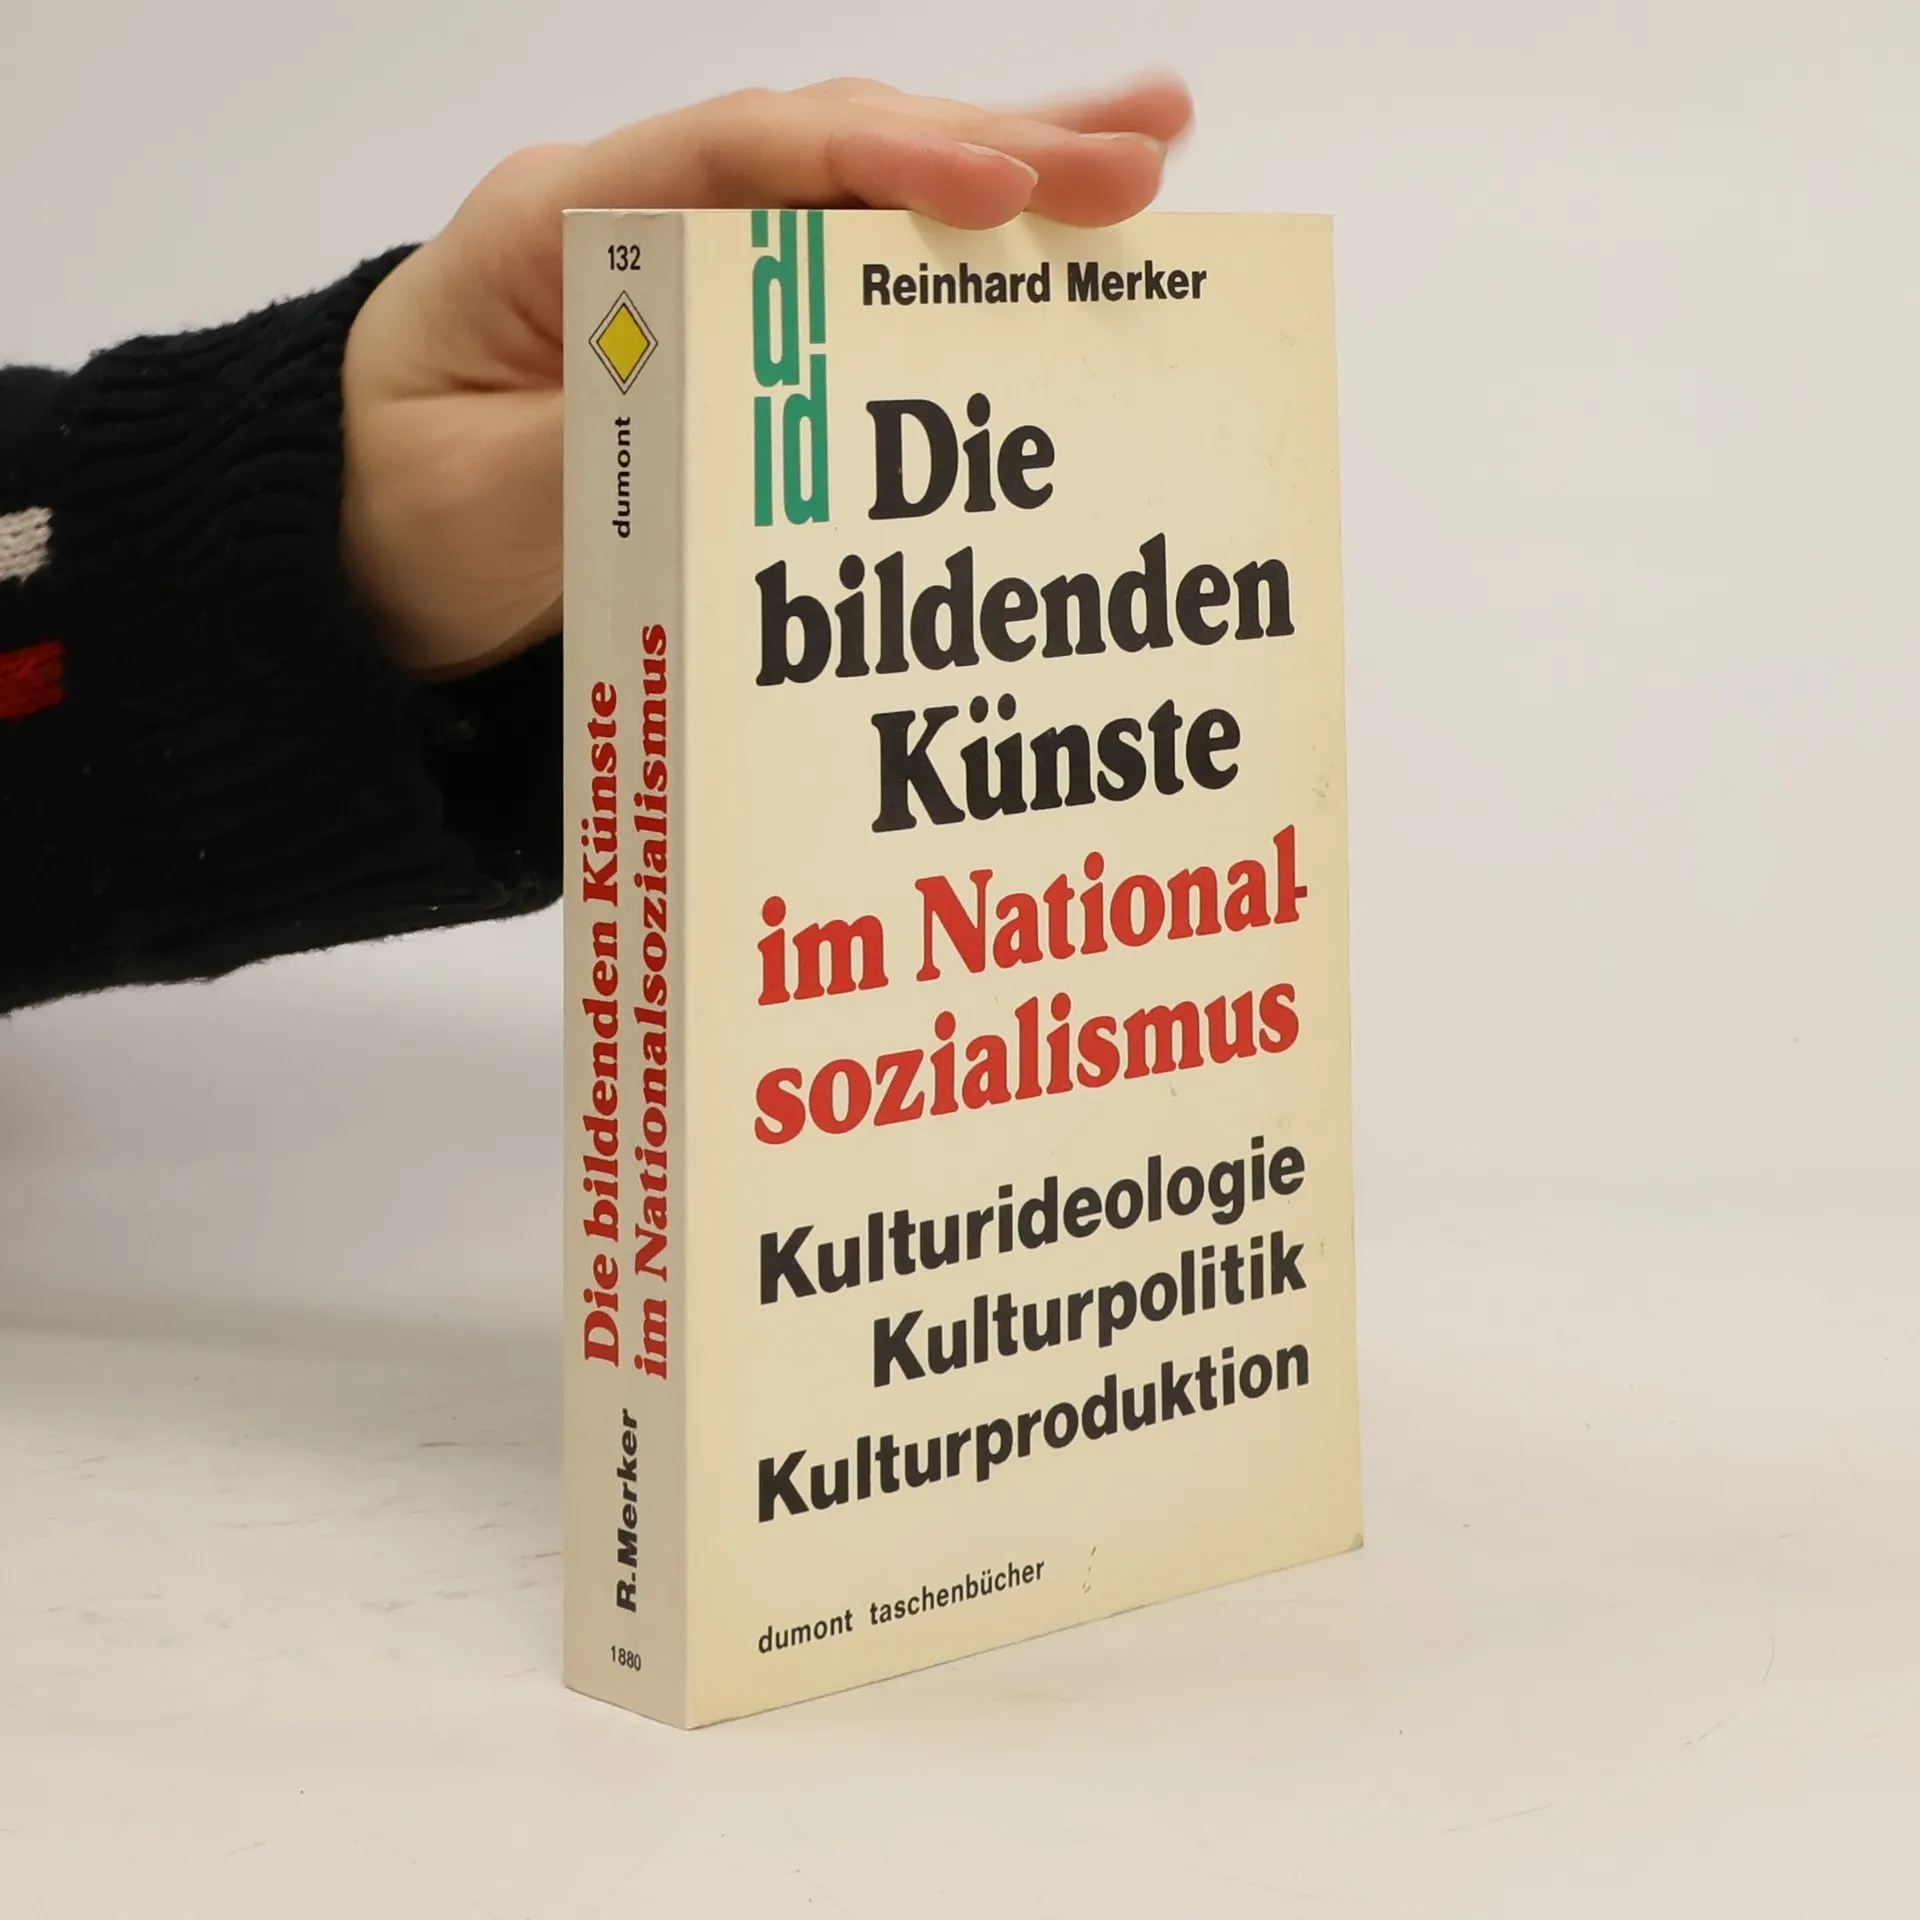 132
dumont
Die bildenden Künste
im Nationalsozialismus
R.Merker
1880
Reinhard Merker
Die
bildenden
Künste
im National-
sozialismus
Kulturideologie
Kulturpolitik
Kulturproduktion
dumont taschenbücher